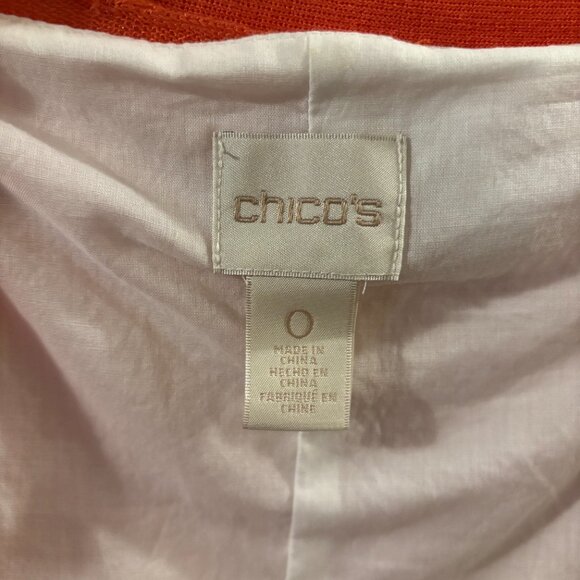 chico's
0
MADE IN
CHINA
HECHO EN
CHINA
FABRIQUÉ EN
CHINE